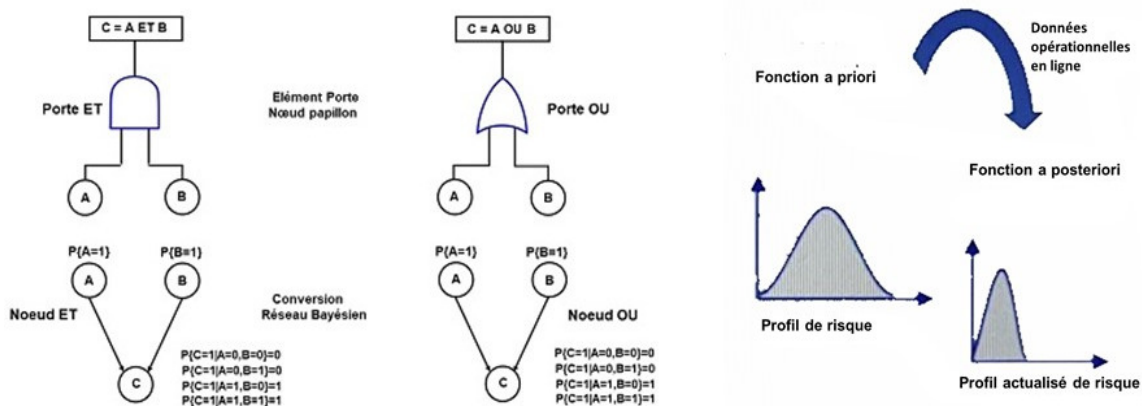 C = A ET B
Porte ET
A
B
Elément Porte
Nœud papillon
C = A OU B
Porte OU
A
B
P{A=1}
P{B=1}
A
B
Noeud ET
C
P{C=1|A=0,B=0}=0
P{C=1|A=0,B=1}=0
P{C=1|A=1,B=0}=1
P{C=1|A=1,B=1}=1
Conversion
Réseau Bayésien
P{A=1}
P{B=1}
A
B
Noeud OU
C
P{C=1|A=0,B=0}=0
P{C=1|A=0,B=1}=0
P{C=1|A=1,B=0}=1
P{C=1|A=1,B=1}=1
Fonction a priori
Données
opérationnelles
en ligne
Fonction a posteriori
Profil de risque
Profil actualisé de risque